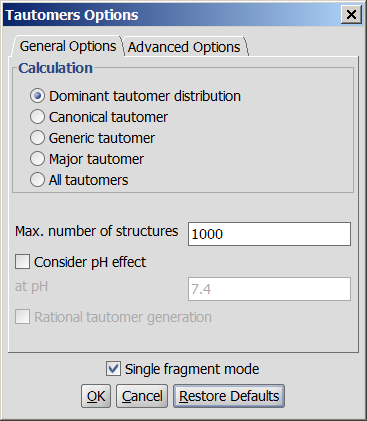 Tautomers Options
General Options Advanced Options
Calculation
Dominant tautomer distribution
Canonical tautomer
Generic tautomer
Major tautomer
All tautomers
Max. number of structures 1000
Consider pH effect
at pH 7.4
Rational tautomer generation
Single fragment mode
OK Cancel Restore Defaults